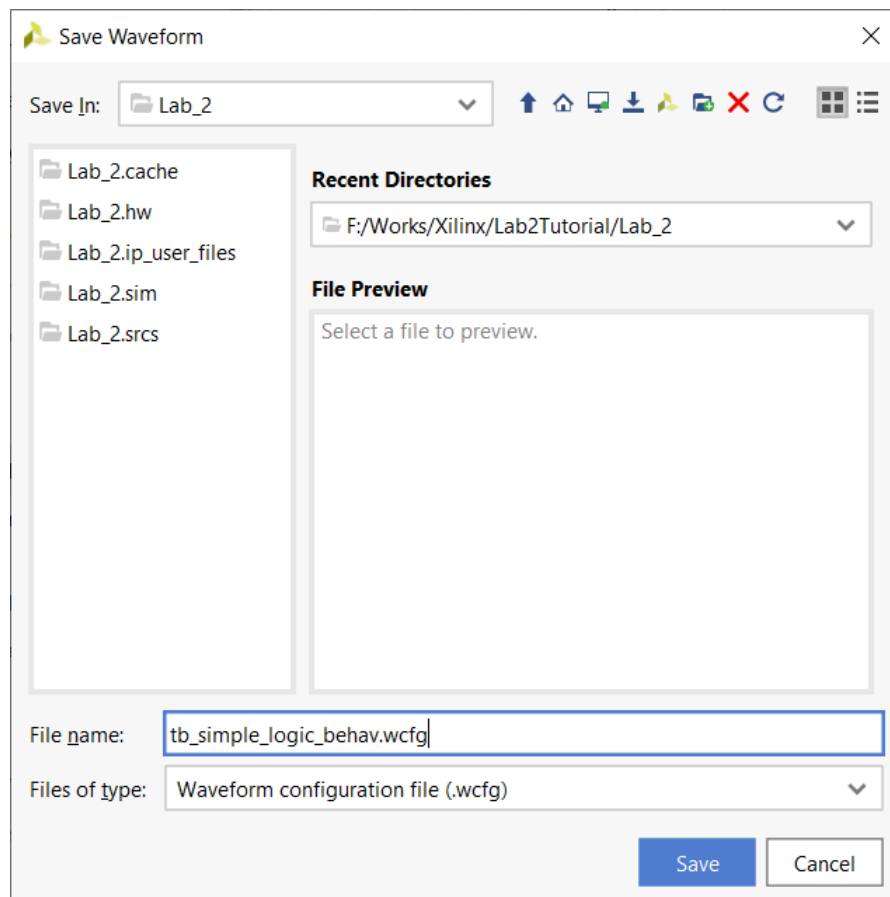 Save Waveform
Save In: Lab_2
Lab_2.cache
Lab_2.hw
Lab_2.ip_user_files
Lab_2.sim
Lab_2.srcs
Recent Directories
F:/Works/Xilinx/Lab2Tutorial/Lab_2
File Preview
Select a file to preview.
File name: tb_simple_logic_behav.wcfg
Files of type: Waveform configuration file (.wcfg)
Save Cancel